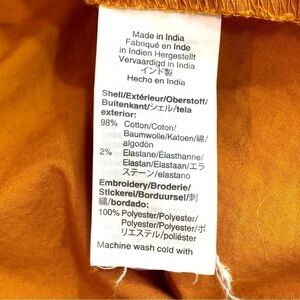 Made in India
Fabriqué en Inde
in Indien Hergestellt
Vervaardigd in India
インド製
Hecho en India
Shell/Extérieur/Oberstoff/
Buitenkant/シェル/tela
exterior:
98% Cotton/Coton/
Baumwolle/Katoen/綿/
algodón
2% Elastane/Élasthanne/
Elastan/Elastaan/エラ
ステーン/elastano
Embroidery/Broderie/
Stickerei/Borduursel/刺
繍/bordado:
100% Polyester/Polyester/
Polyester/Polyester/ポ
リエステル/poliéster
Machine wash cold with